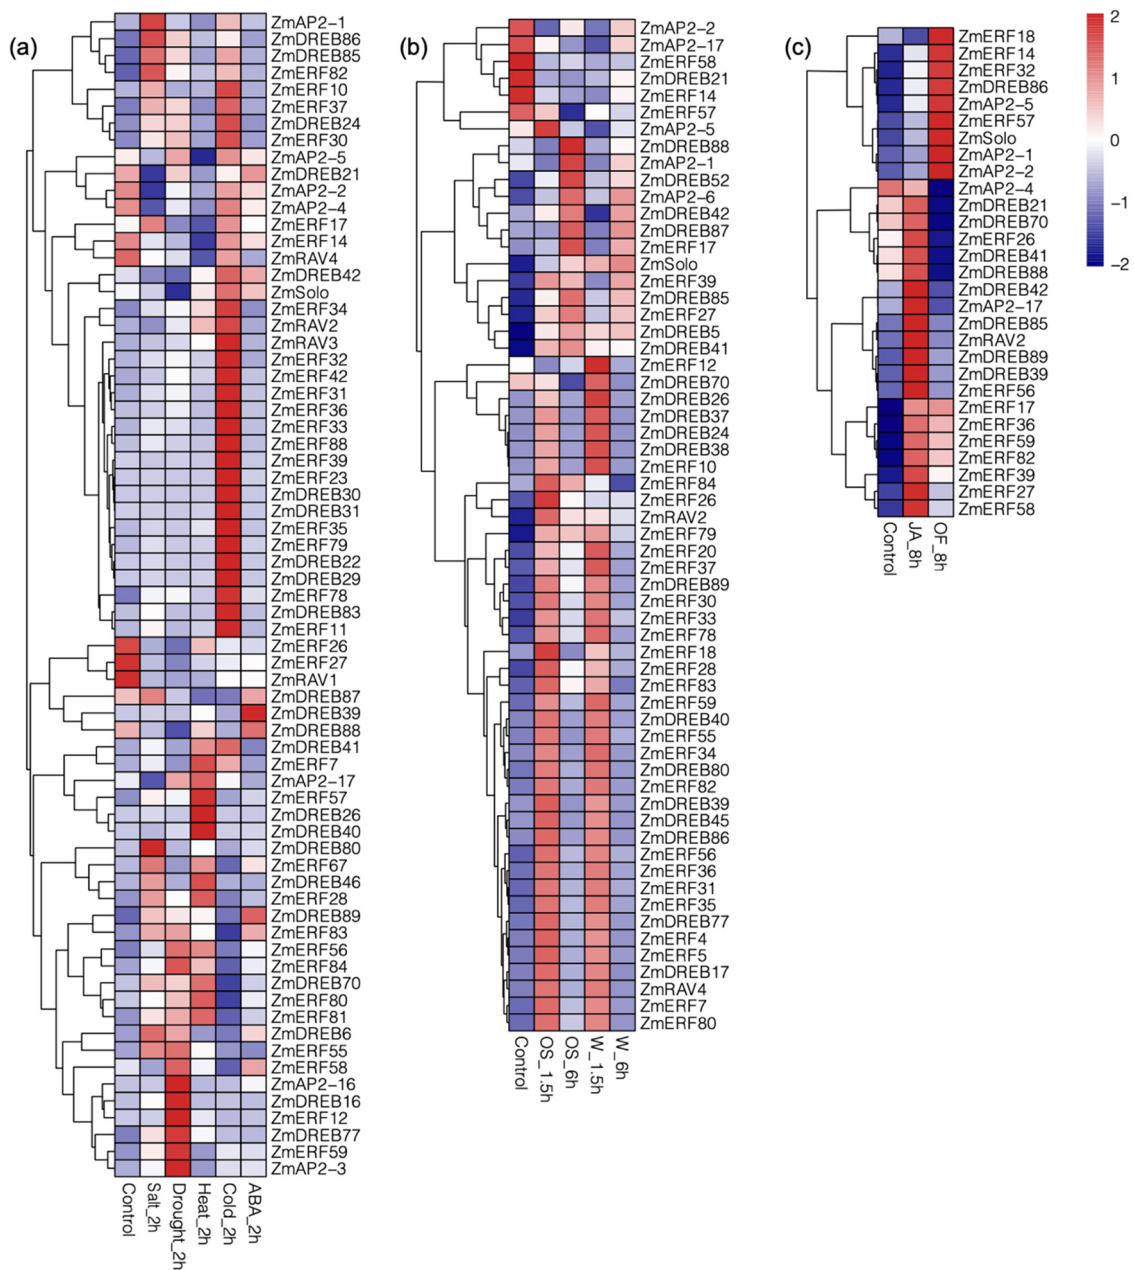 (a)
ZmAP2-1
ZmDREB86
ZmDREB85
ZmERF82
ZmERF10
ZmERF37
ZmDREB24
ZmERF30
ZmAP2-5
ZmDREB21
ZmAP2-2
ZmAP2-4
ZmERF17
ZmERF14
ZmRAV4
ZmDREB42
ZmSolo
ZmERF34
ZmRAV2
ZmRAV3
ZmERF32
ZmERF42
ZmERF31
ZmERF36
ZmERF33
ZmERF88
ZmERF39
ZmERF23
ZmDREB30
ZmDREB31
ZmERF35
ZmERF79
ZmDREB22
ZmDREB29
ZmERF78
ZmDREB83
ZmERF11
ZmERF26
ZmERF27
ZmRAV1
ZmDREB87
ZmDREB39
ZmDREB88
ZmDREB41
ZmERF7
ZmAP2-17
ZmERF57
ZmDREB26
ZmDREB40
ZmDREB80
ZmERF67
ZmDREB46
ZmERF28
ZmDREB89
ZmERF83
ZmERF56
ZmERF84
ZmDREB70
ZmERF80
ZmERF81
ZmDREB6
ZmERF55
ZmERF58
ZmAP2-16
ZmDREB16
ZmERF12
ZmDREB77
ZmERF59
ZmAP2-3
Control
Salt_2h
Drought_2h
Heat_2h
Cold_2h
ABA_2h
(b)
ZmAP2-2
ZmAP2-17
ZmERF58
ZmDREB21
ZmERF14
ZmERF57
ZmAP2-5
ZmDREB88
ZmAP2-1
ZmDREB52
ZmAP2-6
ZmDREB42
ZmDREB87
ZmERF17
ZmSolo
ZmERF39
ZmDREB85
ZmERF27
ZmDREB5
ZmDREB41
ZmERF12
ZmDREB70
ZmDREB26
ZmDREB37
ZmDREB24
ZmDREB38
ZmERF10
ZmERF84
ZmERF26
ZmRAV2
ZmERF79
ZmERF20
ZmERF37
ZmDREB89
ZmERF30
ZmERF33
ZmERF78
ZmERF18
ZmERF28
ZmERF83
ZmERF59
ZmDREB40
ZmERF55
ZmERF34
ZmDREB80
ZmERF82
ZmDREB39
ZmDREB45
ZmDREB86
ZmERF56
ZmERF36
ZmERF31
ZmERF35
ZmDREB77
ZmERF4
ZmERF5
ZmDREB17
ZmRAV4
ZmERF7
ZmERF80
Control
OS_1.5h
OS_6h
W_1.5h
W_6h
(c)
ZmERF18
ZmERF14
ZmERF32
ZmDREB86
ZmAP2-5
ZmERF57
ZmSolo
ZmAP2-1
ZmAP2-2
ZmAP2-4
ZmDREB21
ZmDREB70
ZmERF26
ZmDREB41
ZmDREB88
ZmDREB42
ZmAP2-17
ZmDREB85
ZmRAV2
ZmDREB89
ZmDREB39
ZmERF56
ZmERF17
ZmERF36
ZmERF59
ZmERF82
ZmERF39
ZmERF27
ZmERF58
Control
JA_8h
OF_8h
2
1
0
-1
-2